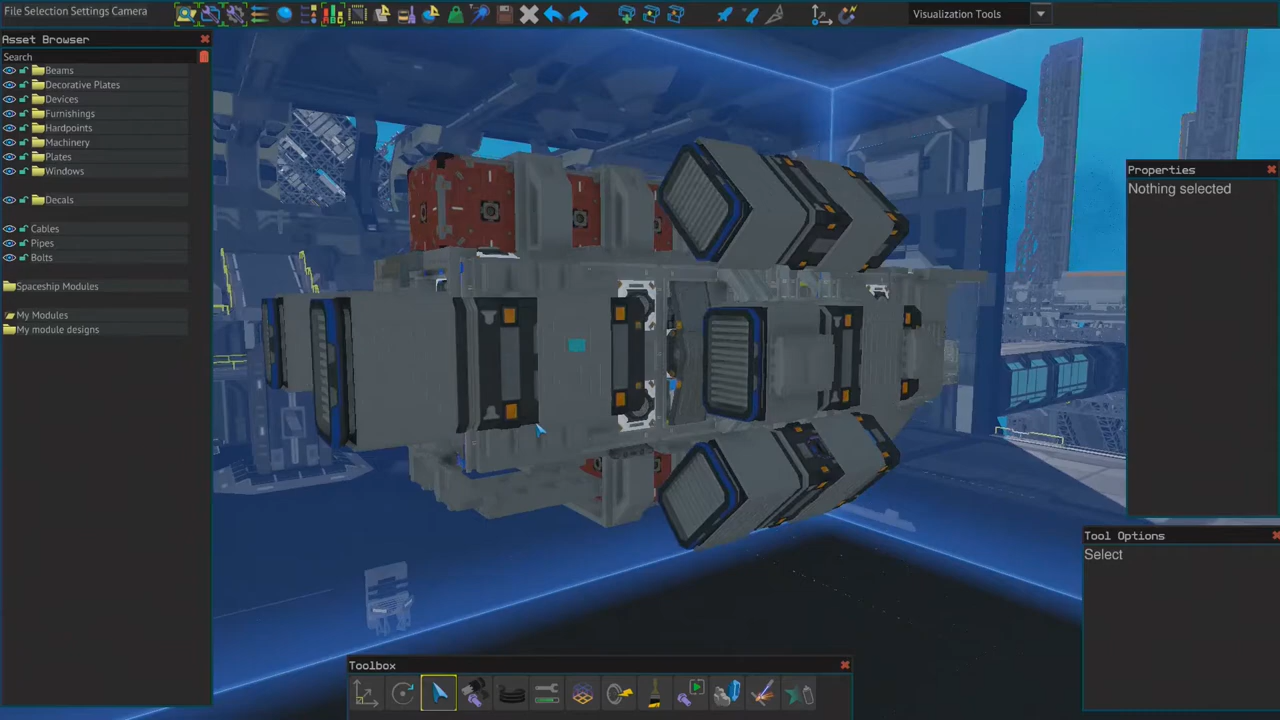 File Selection Settings Camera
Visualization Tools
Asset Browser
Search
Beams
Decorative Plates
Devices
Furnishings
Hardpoints
Machinery
Plates
Windows
Decals
Cables
Pipes
Bolts
Spaceship Modules
My Modules
My module designs
Properties
Nothing selected
Tool Options
Select
Toolbox